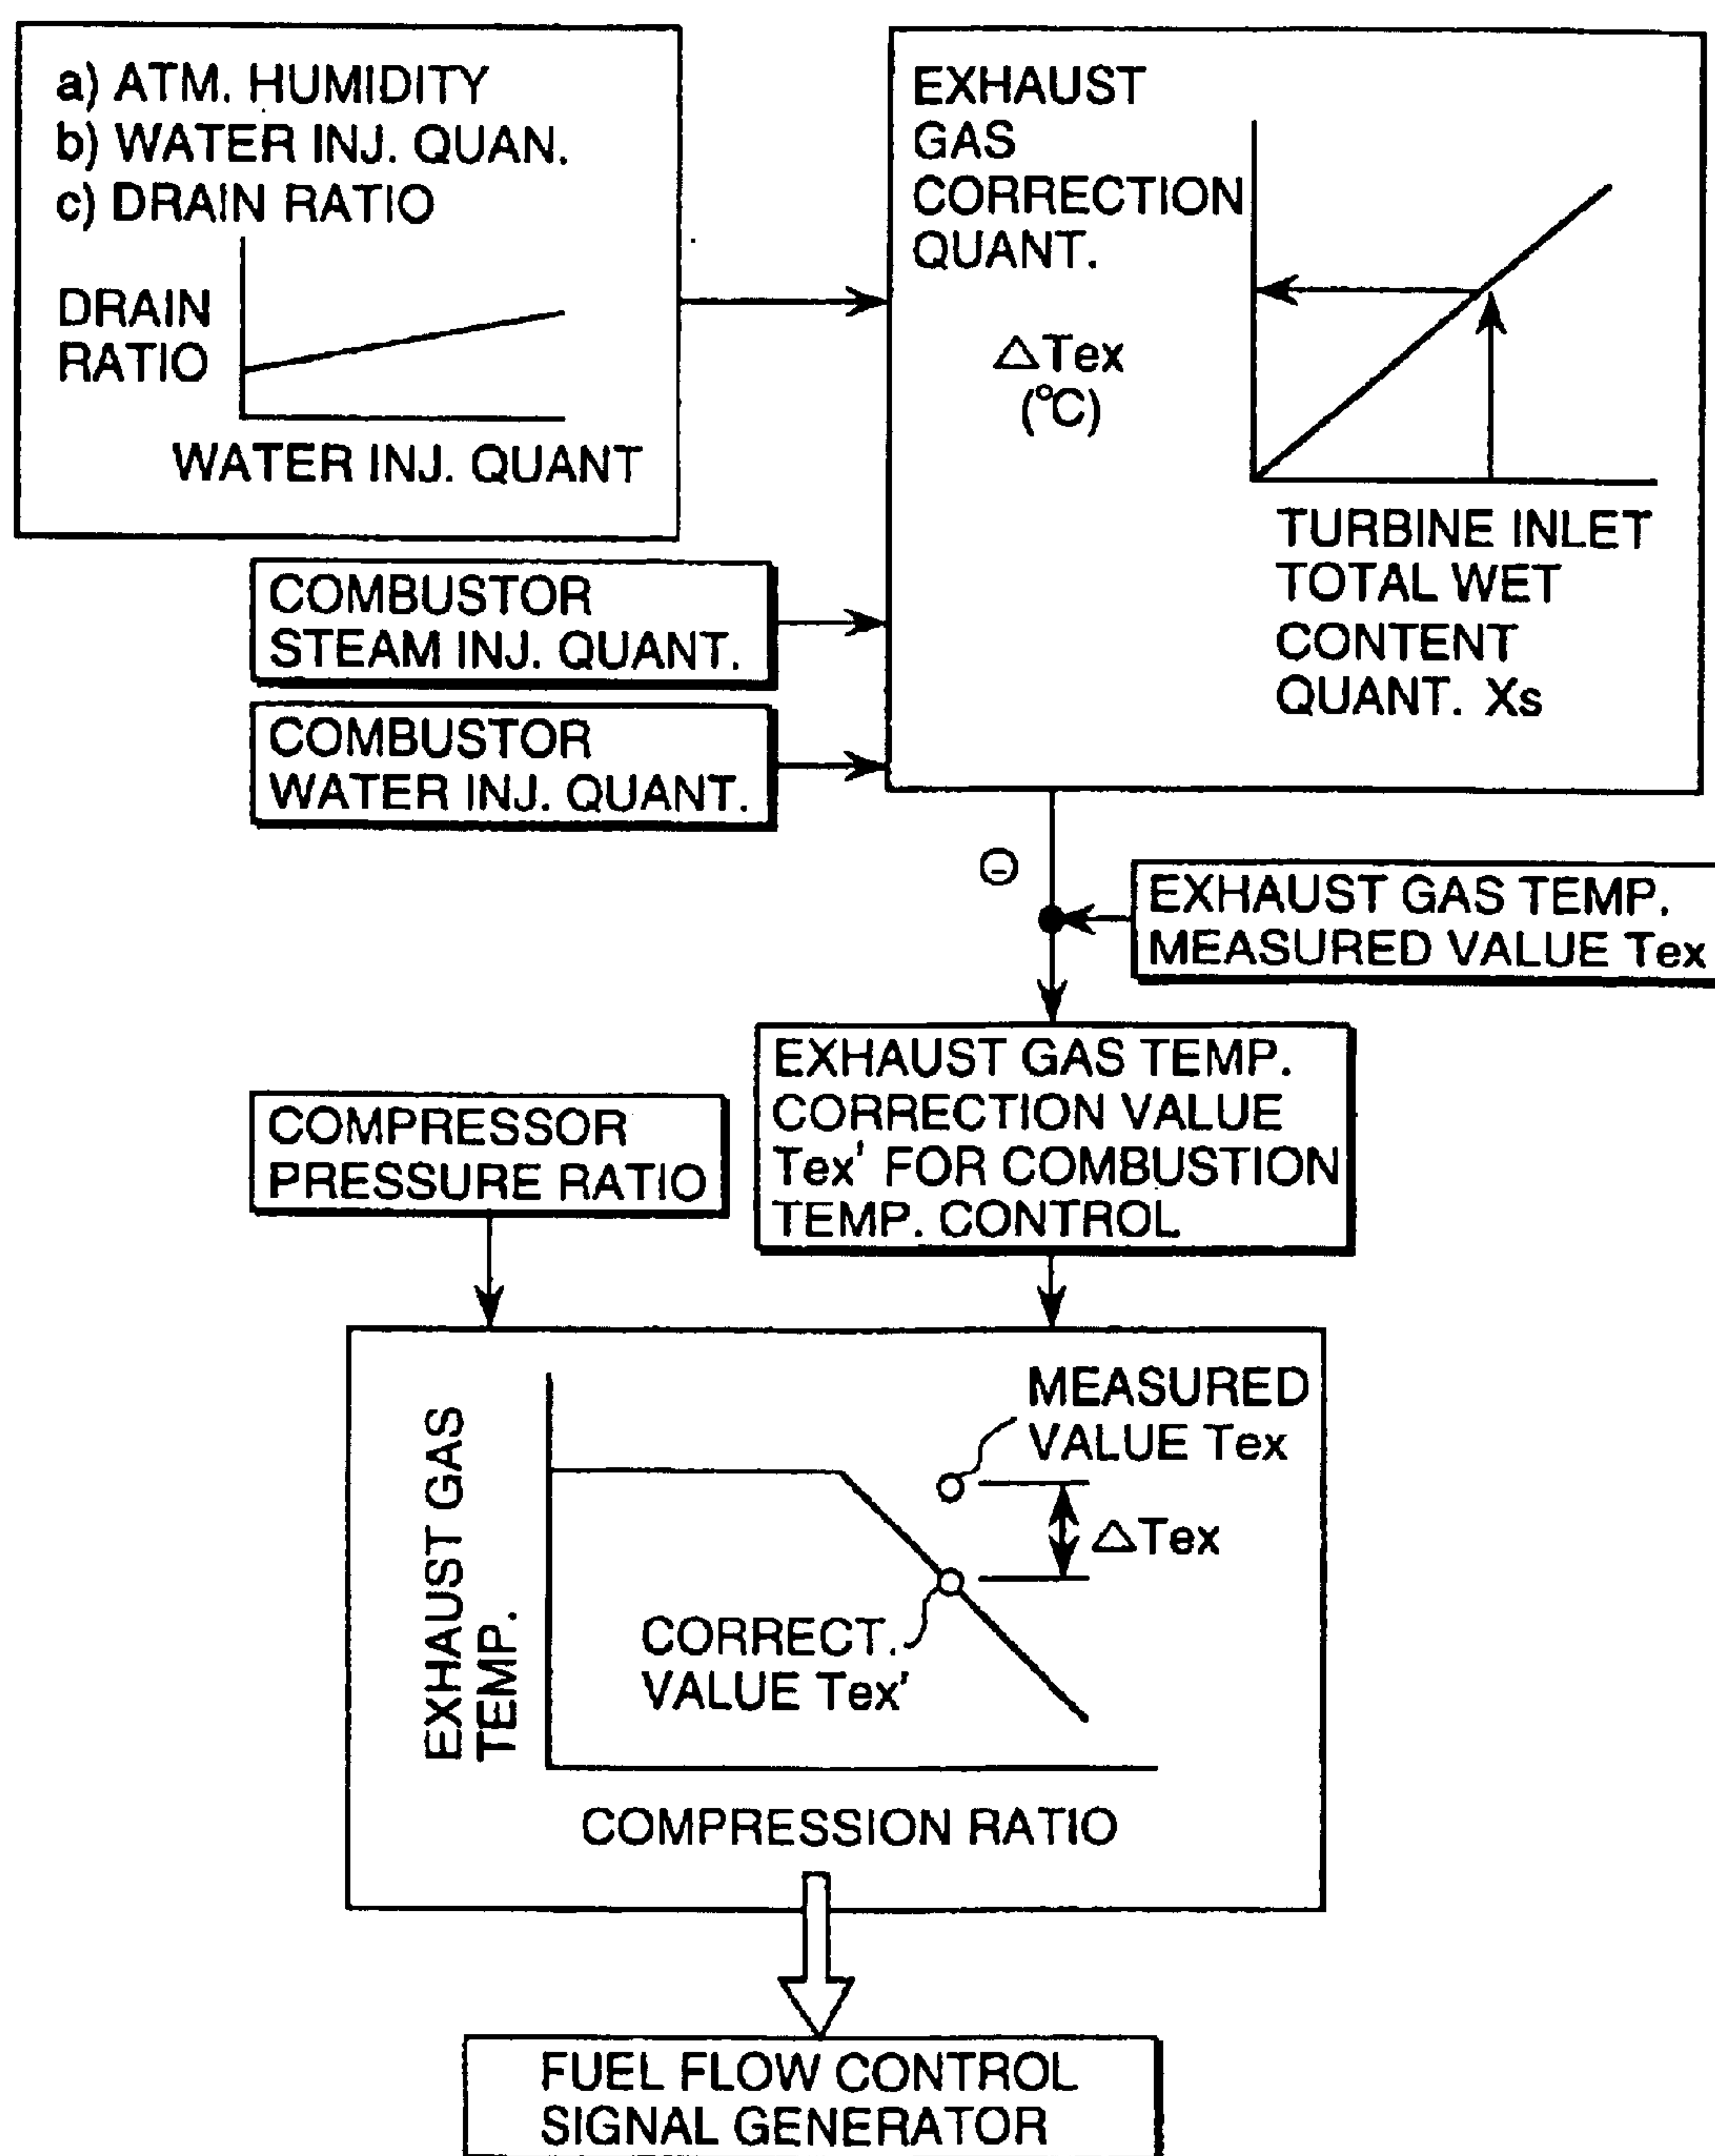 a) ATM. HUMIDITY
b) WATER INJ. QUAN.
c) DRAIN RATIO
DRAIN
RATIO
WATER INJ. QUANT
EXHAUST
GAS
CORRECTION
QUANT.
△Tex
(°C)
TURBINE INLET
TOTAL WET
CONTENT
QUANT. Xs
COMBUSTOR
STEAM INJ. QUANT.
COMBUSTOR
WATER INJ. QUANT.
⊖
EXHAUST GAS TEMP.
MEASURED VALUE Tex
EXHAUST GAS TEMP.
CORRECTION VALUE
Tex' FOR COMBUSTION
TEMP. CONTROL
COMPRESSOR
PRESSURE RATIO
EXHAUST GAS
TEMP.
MEASURED
VALUE Tex
△Tex
CORRECT.
VALUE Tex'
COMPRESSION RATIO
FUEL FLOW CONTROL
SIGNAL GENERATOR